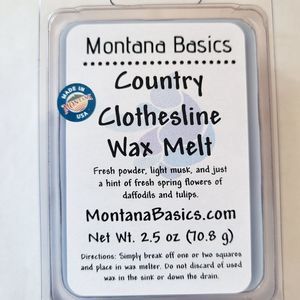 Montana Basics
Country
Clothesline
Wax Melt
MADE IN
MONTANA
USA
Fresh powder, light musk, and just
a hint of fresh spring flowers of
daffodils and tulips.
MontanaBasics.com
Net Wt. 2.5 oz (70.8 g)
Directions: Simply break off one or two squares
and place in wax melter. Do not discard of used
wax in the sink or down the drain.